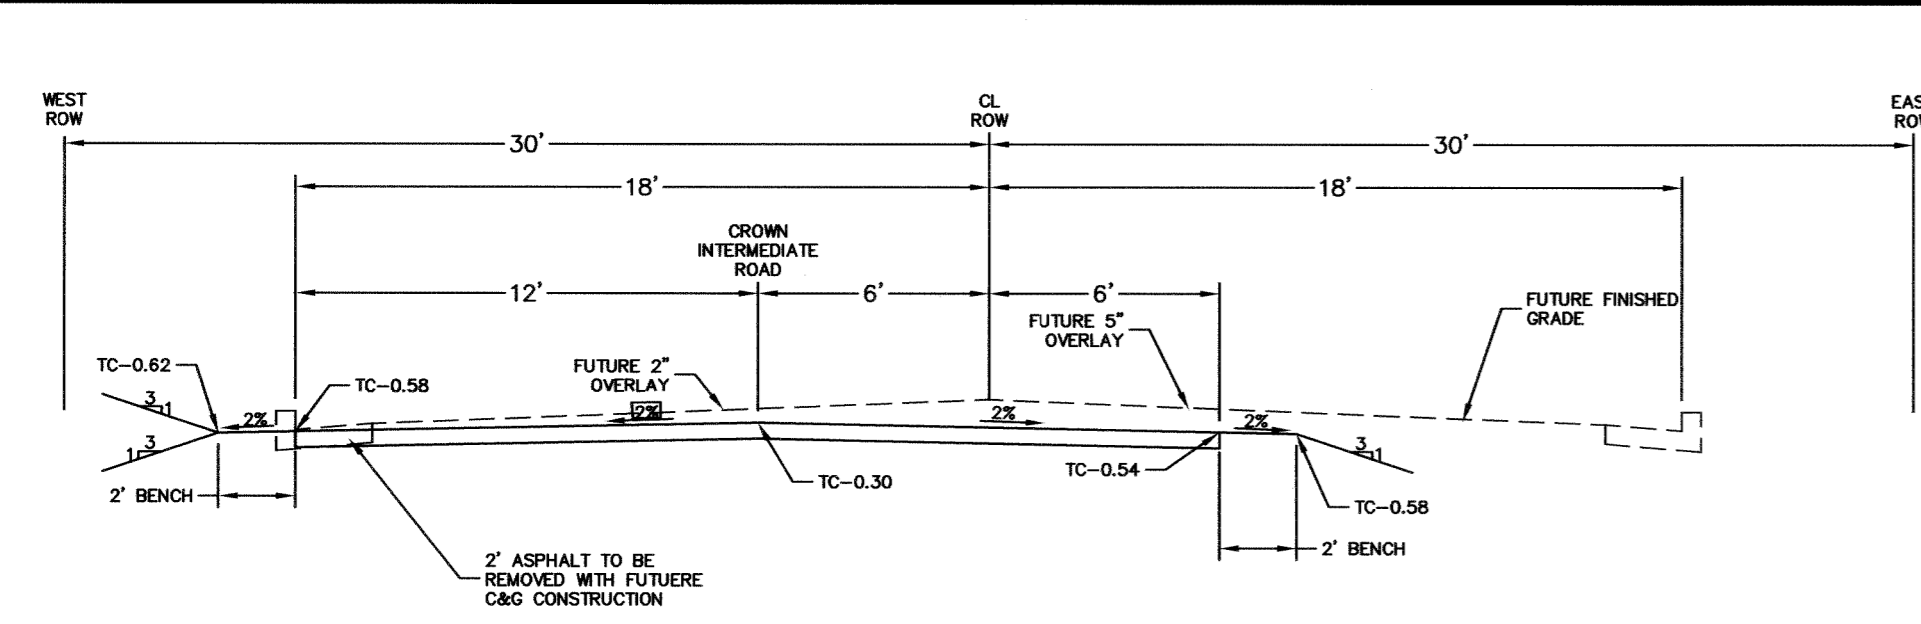 WEST
ROW
CL
ROW
EAS
ROW
30'
30'
18'
18'
CROWN
INTERMEDIATE
ROAD
12'
6'
6'
FUTURE FINISHED
GRADE
FUTURE 5"
OVERLAY
TC-0.62
FUTURE 2"
OVERLAY
TC-0.58
3
1
2%
2%
2%
2%
3
1
3
1
TC-0.54
TC-0.30
2' BENCH
TC-0.58
2' BENCH
2' ASPHALT TO BE
REMOVED WITH FUTUERE
C&G CONSTRUCTION